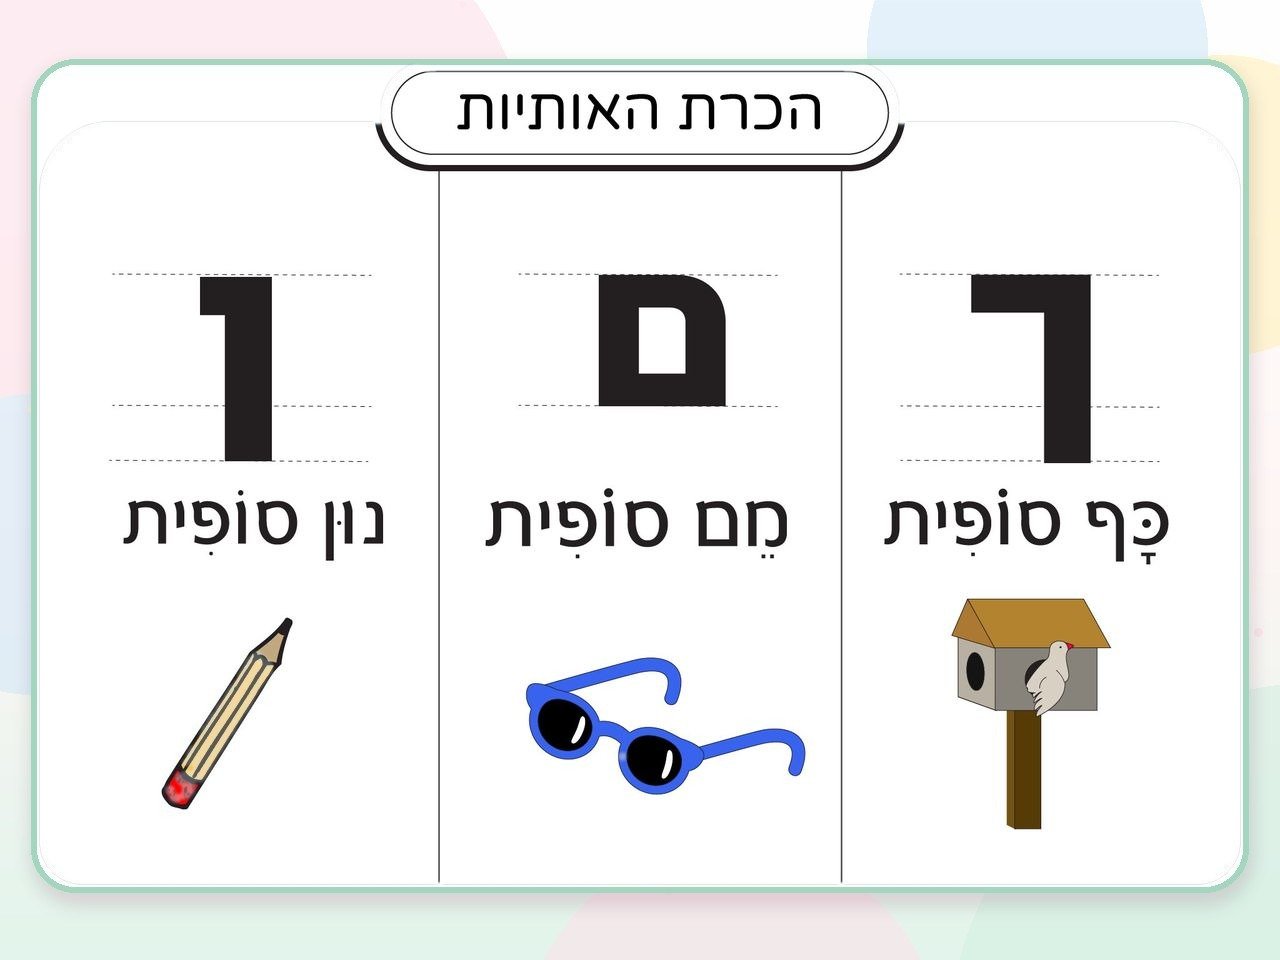 הכרת האותיות
ך
ם
ן
כָּף סוֹפִית
מֵם סוֹפִית
נוּן סוֹפִית